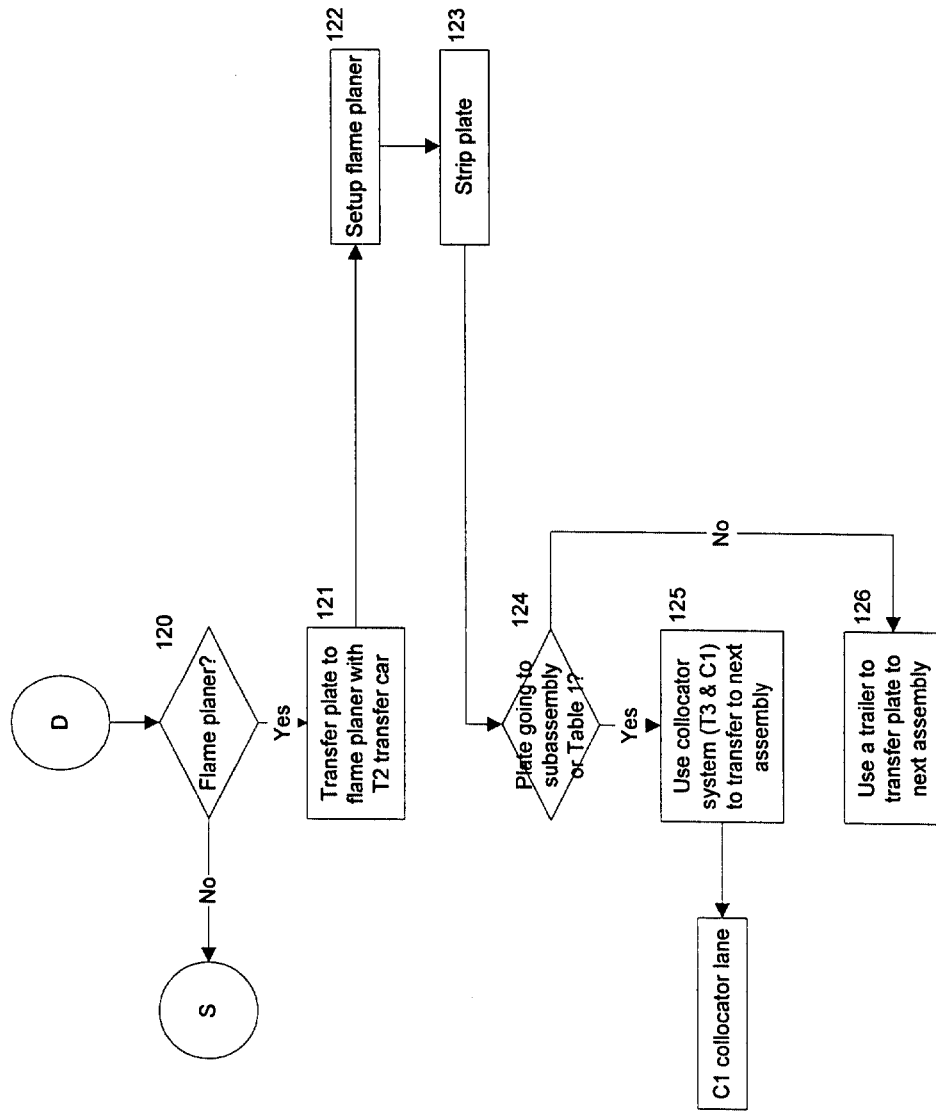 D
120
Flame planer?
No
S
Yes
121
Transfer plate to
flame planer with
T2 transfer car
122
Setup flame planer
123
Strip plate
124
Plate going to
subassembly
or Table 1?
No
Yes
125
Use collocator
system (T3 & C1)
to transfer to next
assembly
C1 collocator lane
126
Use a trailer to
transfer plate to
next assembly